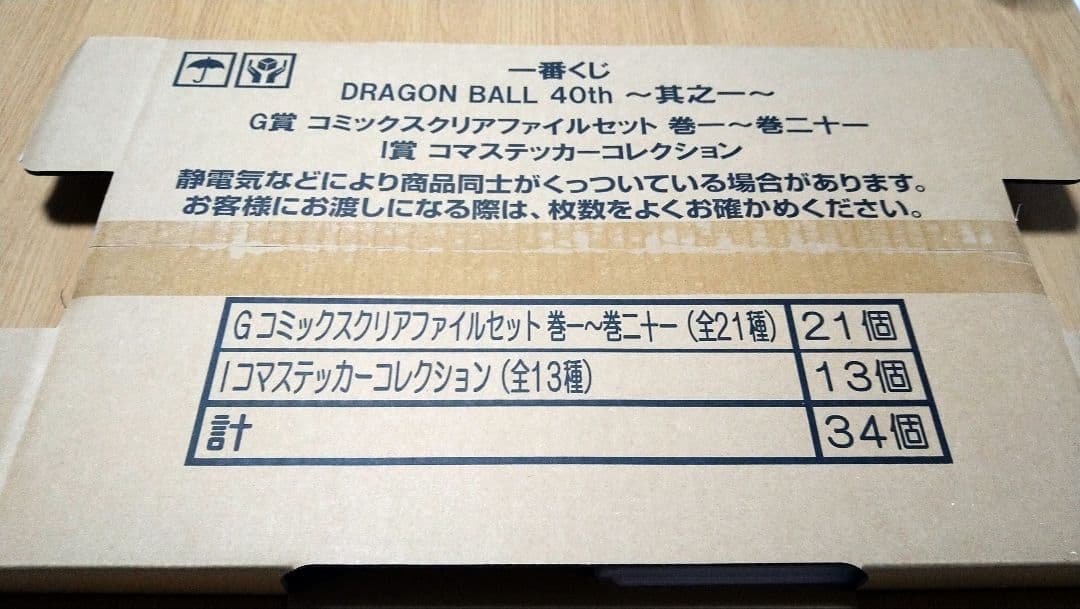 一番くじ
DRAGON BALL 40th ～其之一～
G賞 コミックスクリアファイルセット 巻一～巻二十一
I賞 コマステッカーコレクション
静電気などにより商品同士がくっついている場合があります。
お客様にお渡しになる際は、枚数をよくお確かめください。
G コミックスクリアファイルセット 巻一～巻二十一（全21種） 21個
I コマステッカーコレクション（全13種） 13個
計 34個